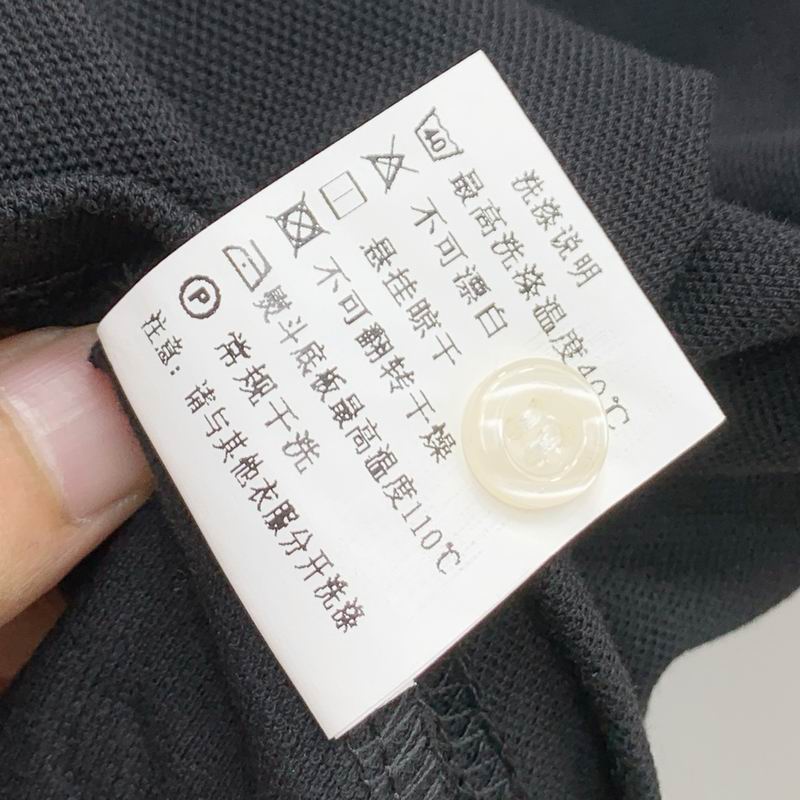 洗涤说明
40 最高洗涤温度40℃
不可漂白
悬挂晾干
不可翻转干燥
熨斗底板最高温度110℃
P 常规干洗
注意：请与其他衣服分开洗涤